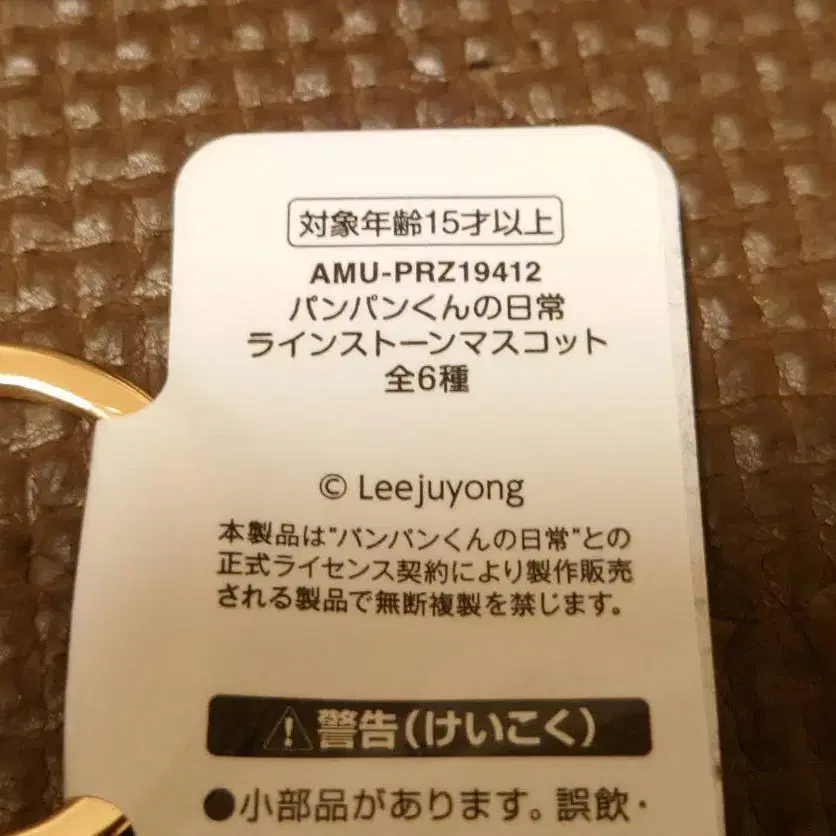 対象年齢15才以上
AMU-PRZ19412
パンパンくんの日常
ラインストーンマスコット
全6種
© Leejuyong
本製品は"パンパンくんの日常"との
正式ライセンス契約により製作販売
される製品で無断複製を禁じます。
警告(けいこく)
●小部品があります。誤飲・